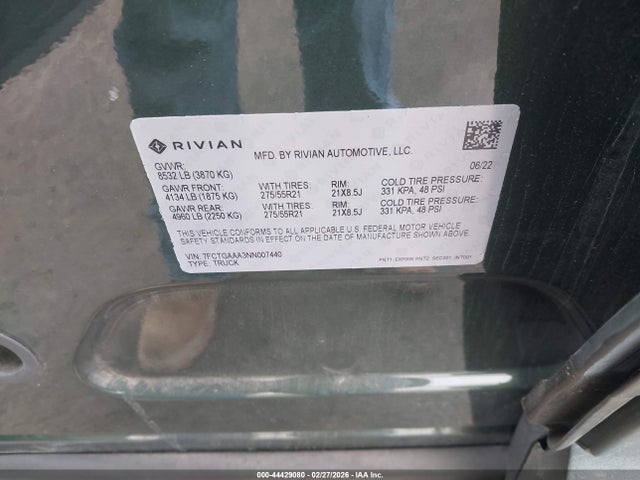 RIVIAN
MFD. BY RIVIAN AUTOMOTIVE, LLC.
06/22
GVWR:
8532 LB (3870 KG)
GAWR FRONT: WITH TIRES: RIM: COLD TIRE PRESSURE:
4134 LB (1875 KG) 275/55R21 21X8.5J 331 KPA, 48 PSI
GAWR REAR: WITH TIRES: RIM: COLD TIRE PRESSURE:
4960 LB (2250 KG) 275/55R21 21X8.5J 331 KPA, 48 PSI
THIS VEHICLE CONFORMS TO ALL APPLICABLE U.S. FEDERAL MOTOR VEHICLE
SAFETY STANDARDS IN EFFECT ON THE DATE OF MANUFACTURE SHOWN ABOVE.
VIN: 7FCTGAAA3NN007440
TYPE: TRUCK
000-44429080 - 02/27/2026 - IAA Inc.